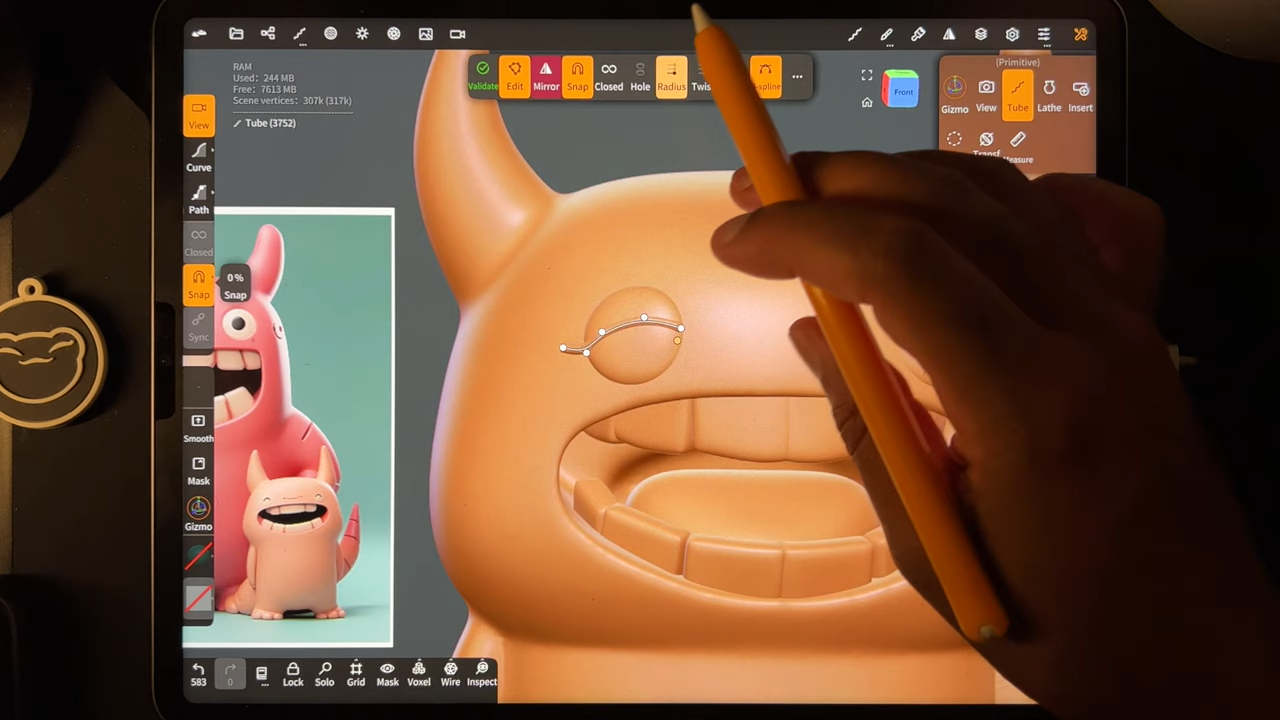 RAM
Used: 244 MB
Free: 7613 MB
Scene vertices: 307k (317k)
Tube (3752)
Validate
Edit
Mirror
Snap
Closed
Hole
Radius
Front
(Primitive)
Gizmo
View
Tube
Lathe
Insert
Measure
View
Curve
Path
Closed
Snap
0 %
Snap
Sync
Smooth
Mask
Gizmo
583
0
Lock
Solo
Grid
Mask
Voxel
Wire
Inspect